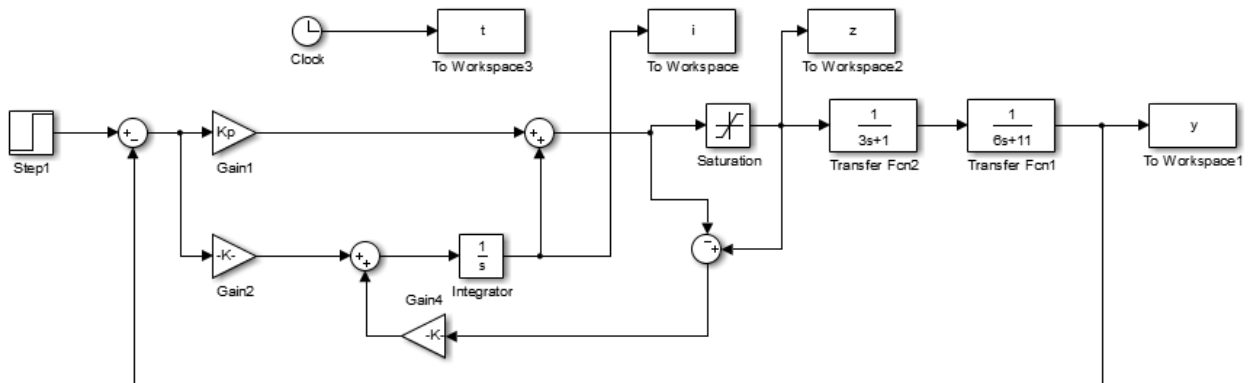 t
i
z
Clock
To Workspace3
To Workspace
To Workspace2
Step1
+
−
Kp
Gain1
+
+
Saturation
1
3s+1
Transfer Fcn2
1
6s+11
Transfer Fcn1
y
To Workspace1
-K-
Gain2
+
+
1
s
Integrator
−
+
Gain4
-K-